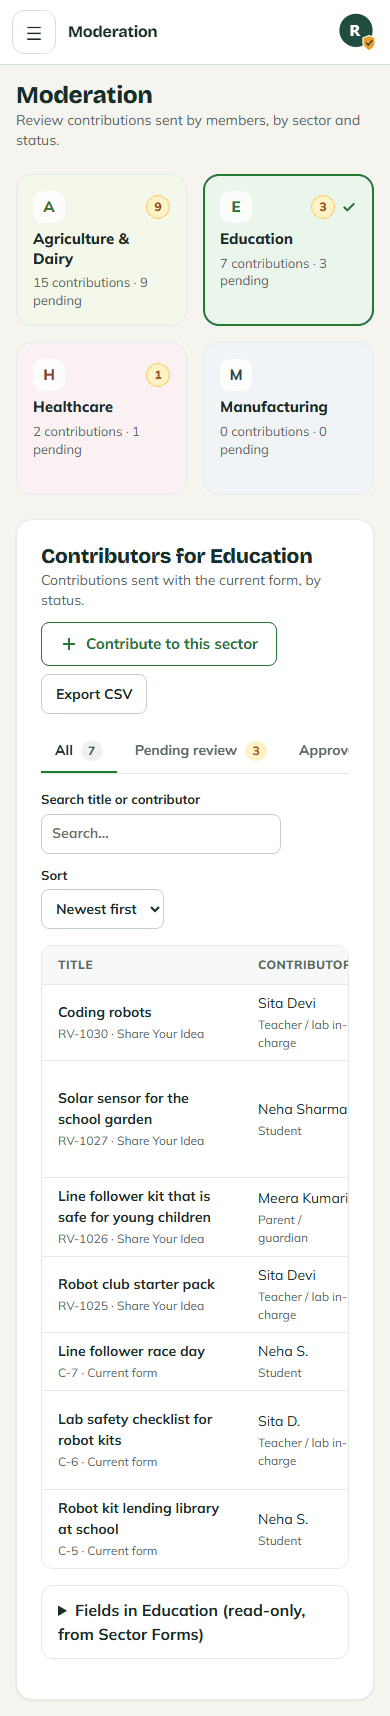 ☰ Moderation R
Moderation
Review contributions sent by members, by sector and
status.
A 9
Agriculture &
Dairy
15 contributions · 9
pending
E 3 ✓
Education
7 contributions · 3
pending
H 1
Healthcare
2 contributions · 1
pending
M
Manufacturing
0 contributions · 0
pending
Contributors for Education
Contributions sent with the current form, by
status.
+ Contribute to this sector
Export CSV
All 7 Pending review 3 Approv
Search title or contributor
Search...
Sort
Newest first
TITLE CONTRIBUTOR
Coding robots
RV-1030 · Share Your Idea
Sita Devi
Teacher / lab in-
charge
Solar sensor for the
school garden
RV-1027 · Share Your Idea
Neha Sharma
Student
Line follower kit that is
safe for young children
RV-1026 · Share Your Idea
Meera Kumari
Parent /
guardian
Robot club starter pack
RV-1025 · Share Your Idea
Sita Devi
Teacher / lab in-
charge
Line follower race day
C-7 · Current form
Neha S.
Student
Lab safety checklist for
robot kits
C-6 · Current form
Sita D.
Teacher / lab in-
charge
Robot kit lending library
at school
C-5 · Current form
Neha S.
Student
▶ Fields in Education (read-only,
from Sector Forms)